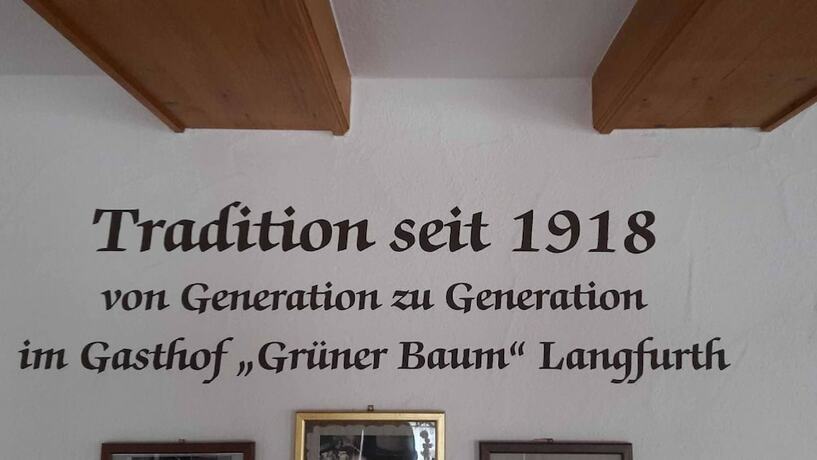 Tradition seit 1918
von Generation zu Generation
im Gasthof „Grüner Baum“ Langfurth